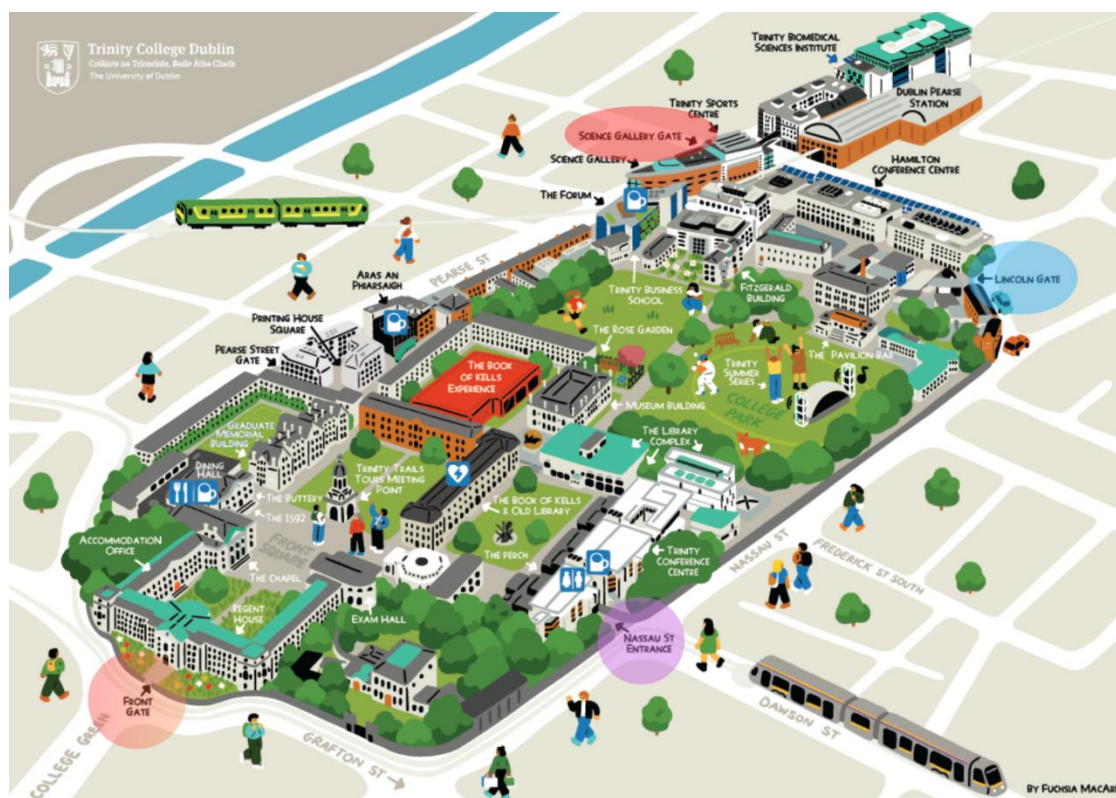 Trinity College Dublin
Coláiste na Tríonóide, Baile Átha Cliath
The University of Dublin
TRINITY BIOMEDICAL
SCIENCES INSTITUTE
DUBLIN PEARSE
STATION
TRINITY SPORTS
CENTRE
SCIENCE GALLERY GATE
SCIENCE GALLERY
HAMILTON
CONFERENCE CENTRE
THE FORUM
LINCOLN GATE
PEARSE ST
ARAS AN
PHIARSAIGH
TRINITY BUSINESS
SCHOOL
FITZGERALD
BUILDING
PRINTING HOUSE
SQUARE
PEARSE STREET
GATE
THE ROSE GARDEN
THE PAVILION BAR
TRINITY
SUMMER
SERIES
THE BOOK
OF KELLS
EXPERIENCE
COLLEGE
PARK
MUSEUM BUILDING
GRADUATE
MEMORIAL
BUILDING
THE LIBRARY
COMPLEX
DINING
HALL
TRINITY TRAILS
TOURS MEETING
POINT
THE BUTTERY
THE 1592
THE BOOK OF KELLS
& OLD LIBRARY
FRONT
SQUARE
ACCOMMODATION
OFFICE
THE PERCH
TRINITY
CONFERENCE
CENTRE
NASSAU ST
FREDERICK ST SOUTH
THE CHAPEL
REGENT
HOUSE
EXAM HALL
NASSAU ST
ENTRANCE
FRONT
GATE
DAWSON ST
COLLEGE GREEN
GRAFTON ST
BY FUCHSIA MACAR